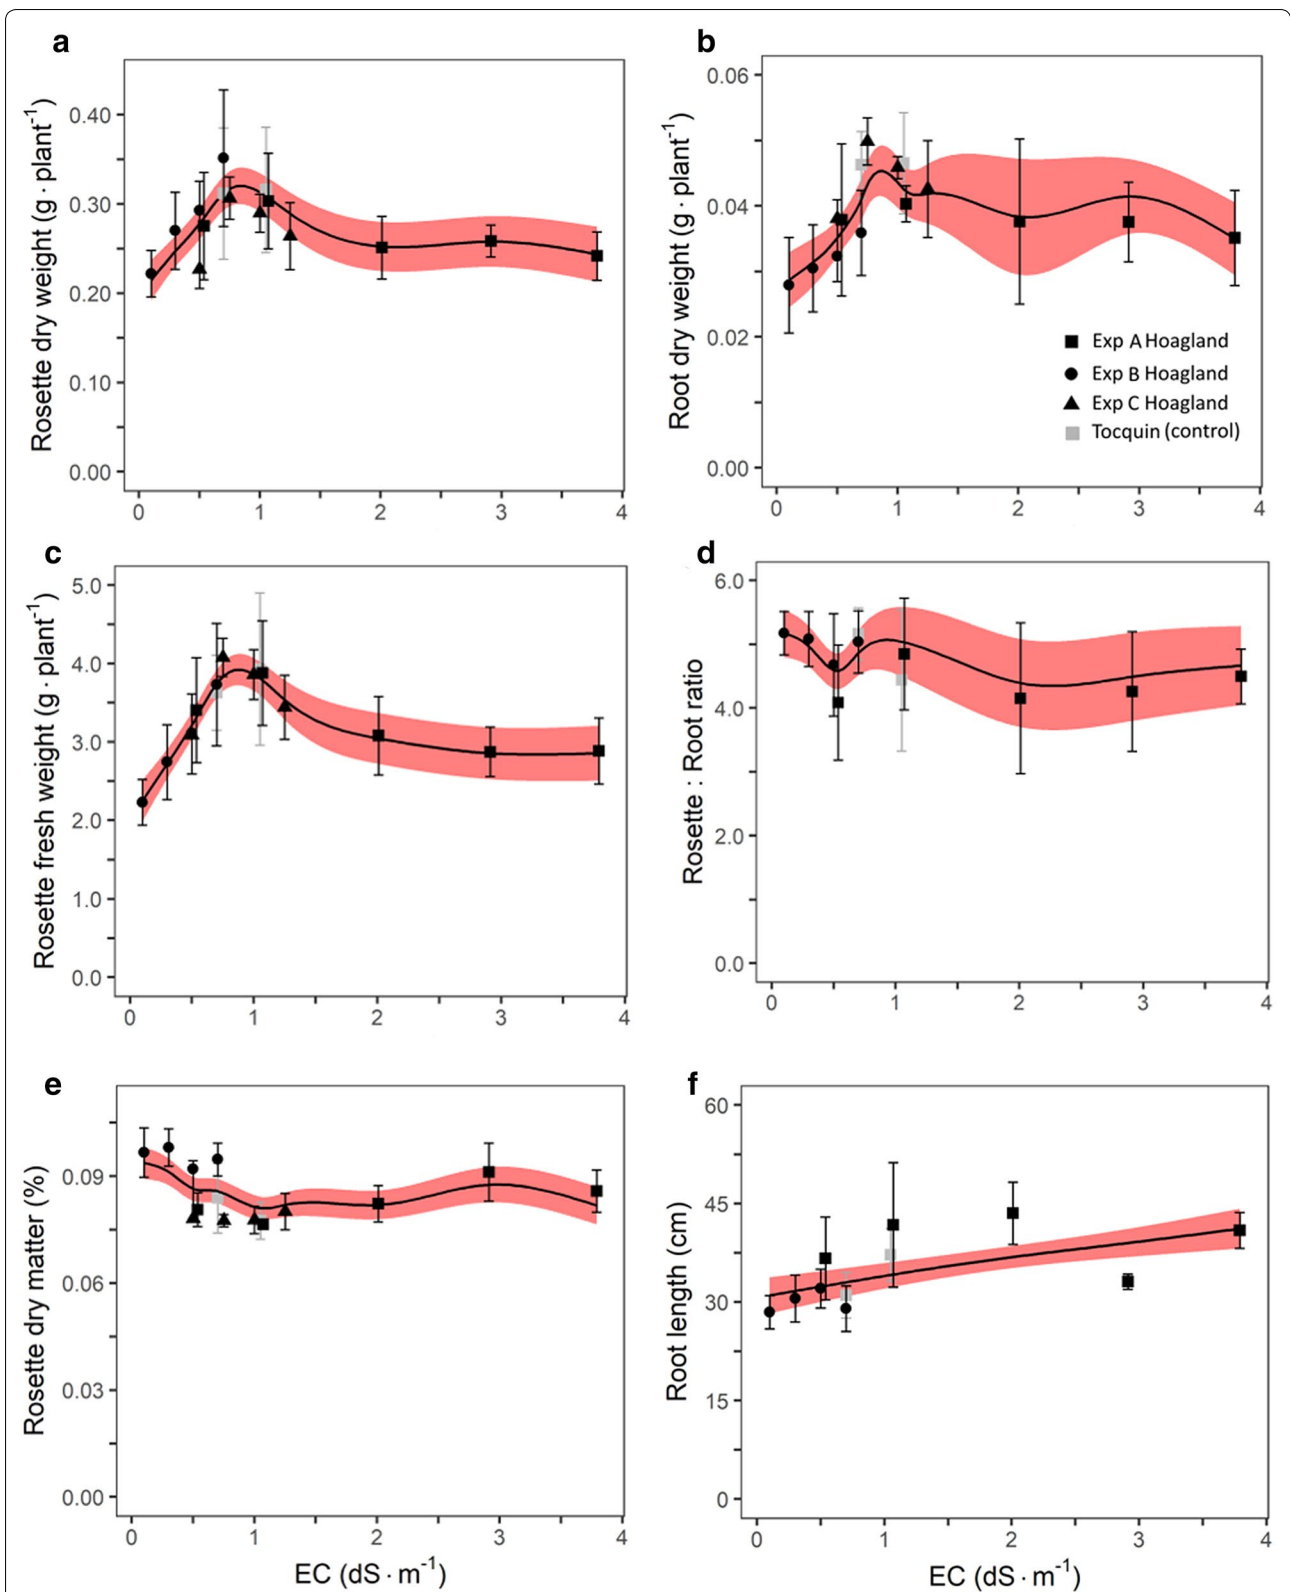 a
Rosette dry weight (g · plant⁻¹)
0.40
0.30
0.20
0.10
0.00
0 1 2 3 4
b
Root dry weight (g · plant⁻¹)
0.06
0.04
0.02
0.00
0 1 2 3 4
Exp A Hoagland
Exp B Hoagland
Exp C Hoagland
Tocquin (control)
c
Rosette fresh weight (g · plant⁻¹)
5.0
4.0
3.0
2.0
1.0
0.0
0 1 2 3 4
d
Rosette : Root ratio
6.0
4.0
2.0
0.0
0 1 2 3 4
e
Rosette dry matter (%)
0.09
0.06
0.03
0.00
0 1 2 3 4
EC (dS · m⁻¹)
f
Root length (cm)
60
45
30
15
0
0 1 2 3 4
EC (dS · m⁻¹)